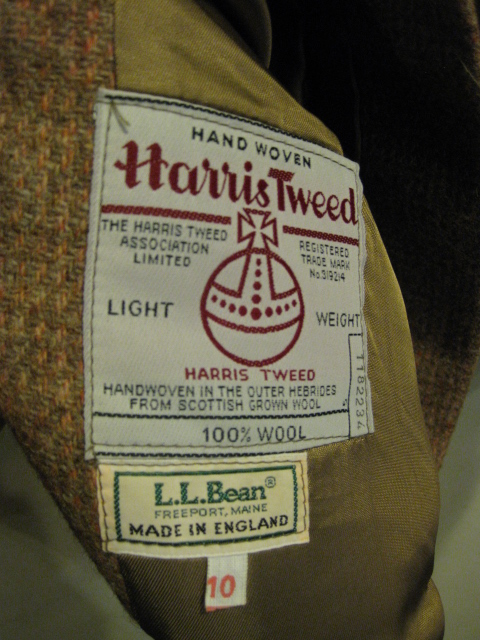 HAND WOVEN
Harris Tweed
THE HARRIS TWEED
ASSOCIATION
LIMITED
REGISTERED
TRADE MARK
No.319214
LIGHT WEIGHT
HARRIS TWEED
HANDWOVEN IN THE OUTER HEBRIDES
FROM SCOTTISH GROWN WOOL
1182234
100% WOOL
L.L.Bean®
FREEPORT, MAINE
MADE IN ENGLAND
10